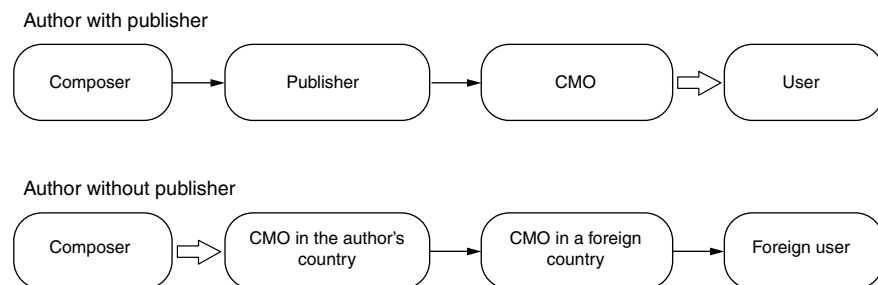 Author with publisher
Composer
Publisher
CMO
User
Author without publisher
Composer
CMO in the author's
country
CMO in a foreign
country
Foreign user